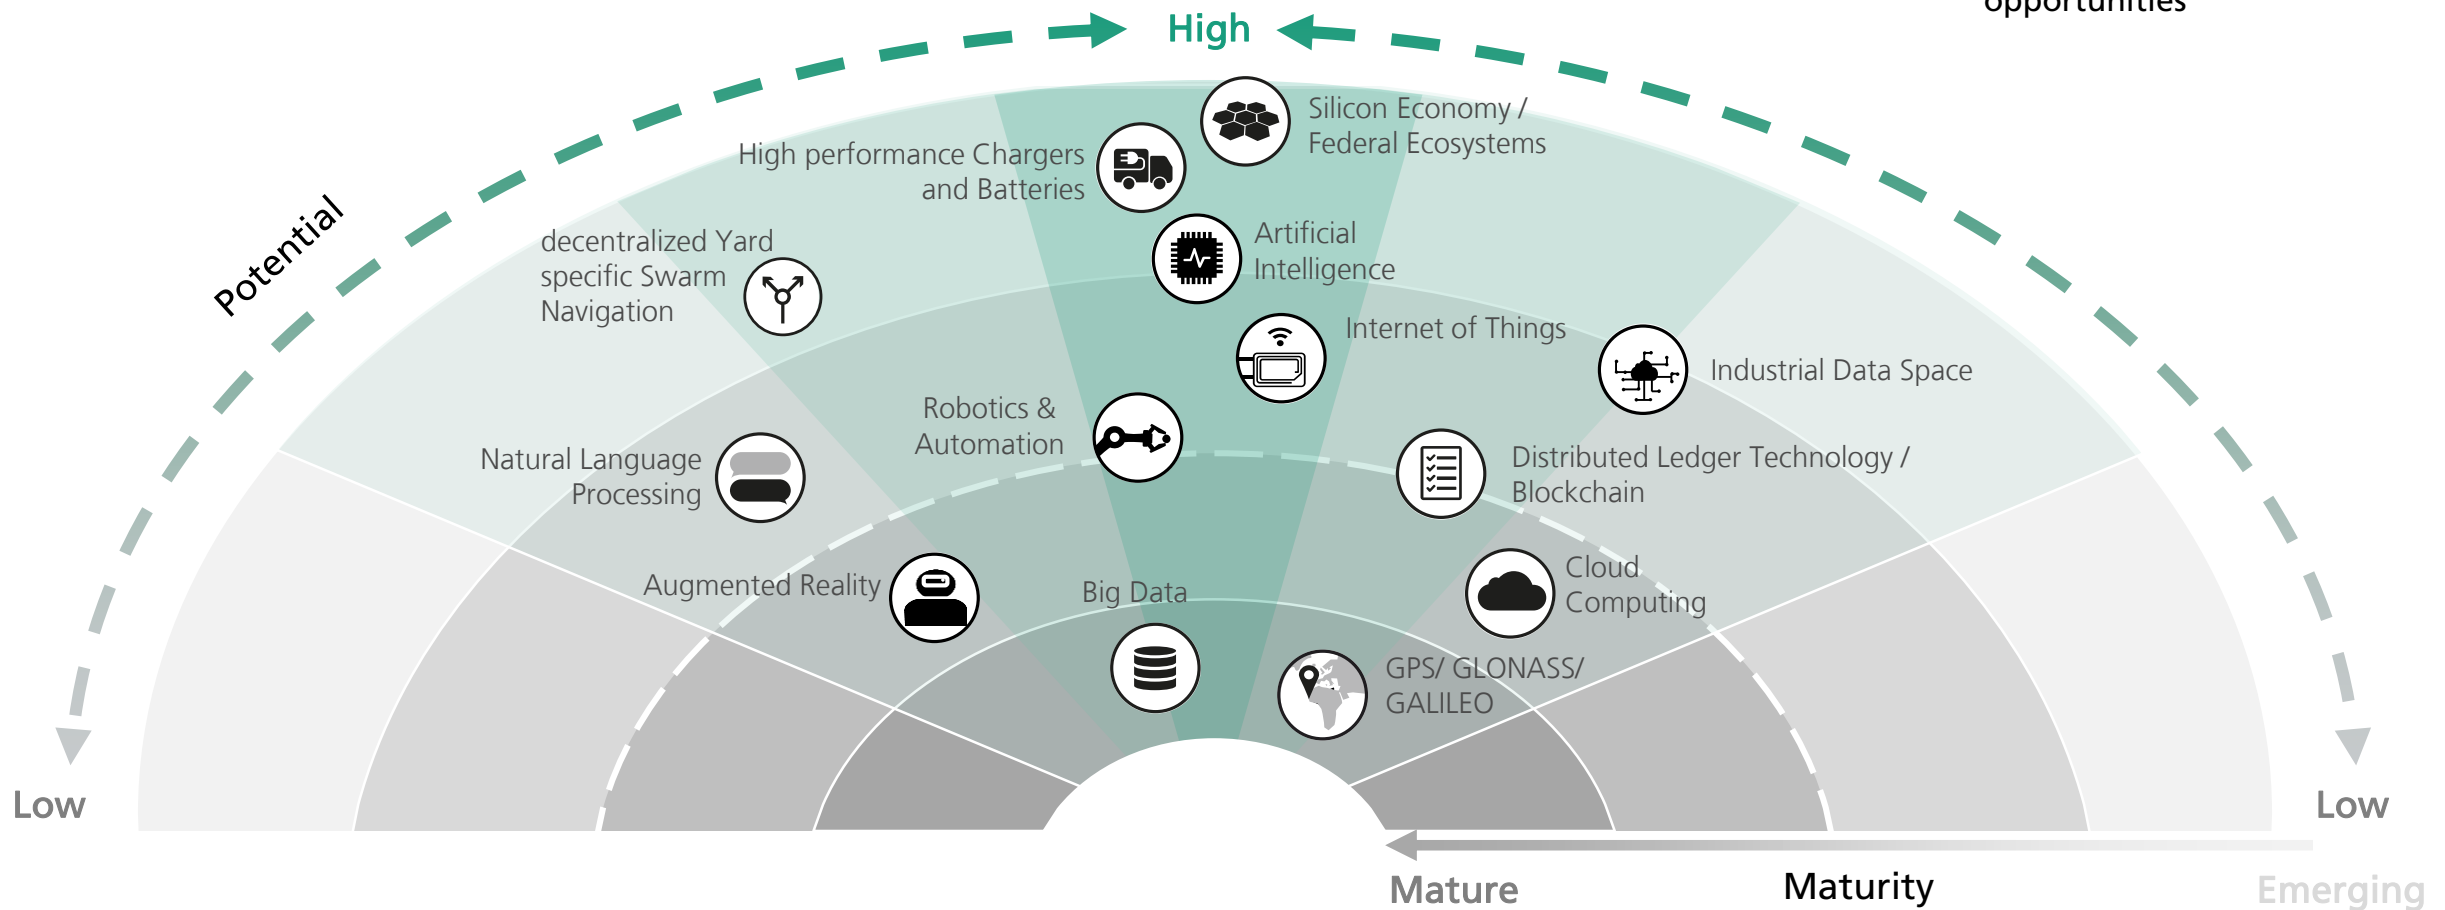 opportunities
High
Silicon Economy /
Federal Ecosystems
High performance Chargers
and Batteries
Potential
decentralized Yard
specific Swarm
Navigation
Artificial
Intelligence
Internet of Things
Industrial Data Space
Robotics &
Automation
Natural Language
Processing
Distributed Ledger Technology /
Blockchain
Augmented Reality
Big Data
Cloud
Computing
GPS/ GLONASS/
GALILEO
Low
Low
Mature
Maturity
Emerging